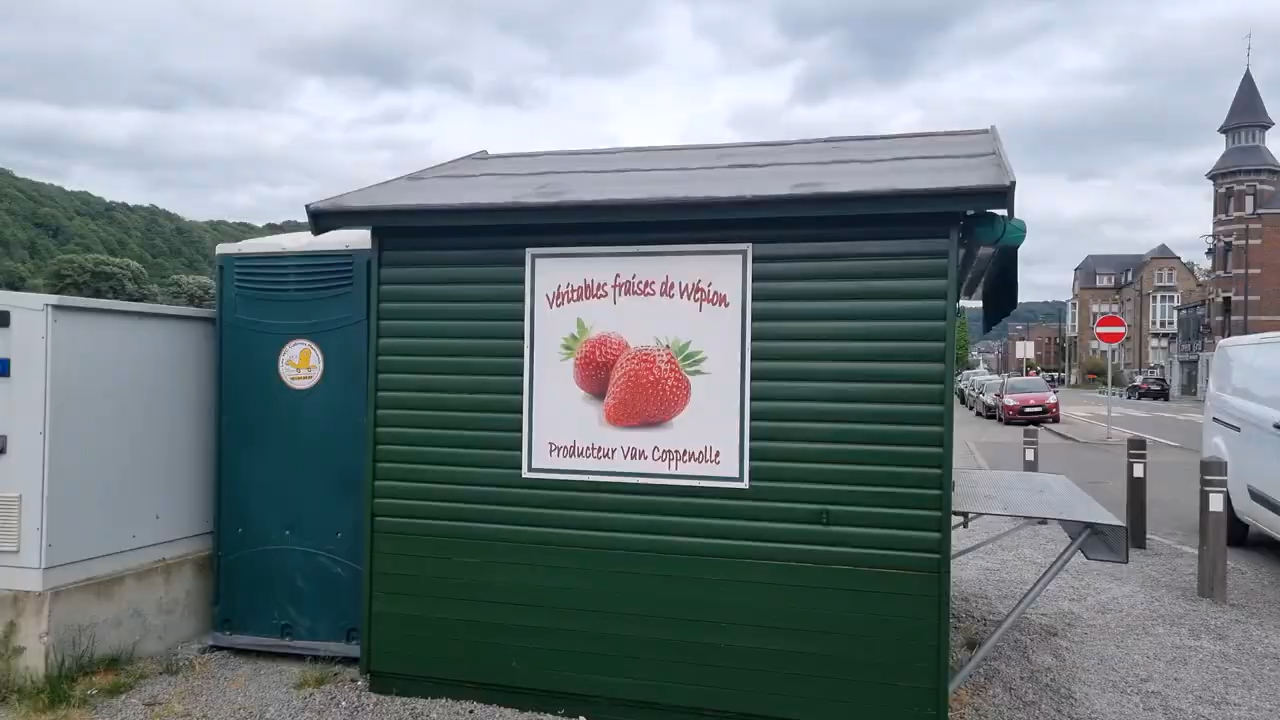 Véritables fraises de Wépion
Producteur Van Coppenolle